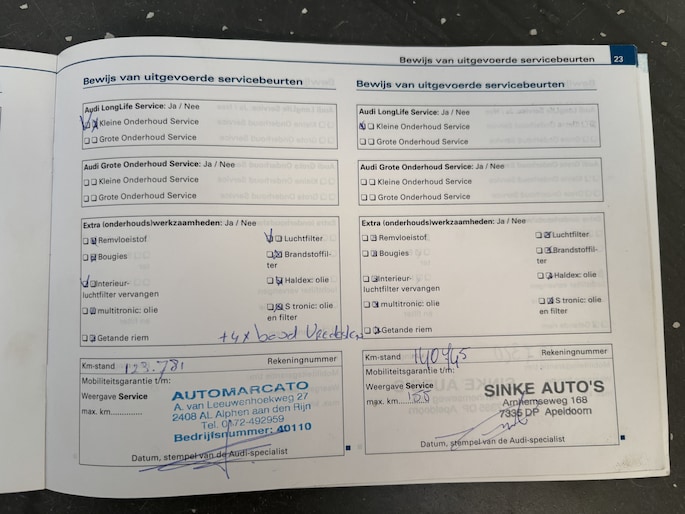 Bewijs van uitgevoerde servicebeurten 23
Bewijs van uitgevoerde servicebeurten
Audi LongLife Service: Ja / Nee
Kleine Onderhoud Service
Grote Onderhoud Service
Audi Grote Onderhoud Service: Ja / Nee
Kleine Onderhoud Service
Grote Onderhoud Service
Extra (onderhouds)werkzaamheden: Ja / Nee
Remvloeistof
Luchtfilter
Bougies
Brandstoffil-
ter
Interieur-
luchtfilter vervangen
Haldex: olie
multitronic: olie
S tronic: olie
en filter
Getande riem
+4x band
Km-stand 123.781 Rekeningnummer
Mobiliteitsgarantie t/m:
Weergave Service
max. km.............
AUTOMARCATO
A. van Leeuwenhoekweg 27
2408 AL Alphen aan den Rijn
Tel. 0172-492959
Bedrijfsnummer: 40110
Datum, stempel van de Audi-specialist
Bewijs van uitgevoerde servicebeurten
Audi LongLife Service: Ja / Nee
Kleine Onderhoud Service
Grote Onderhoud Service
Audi Grote Onderhoud Service: Ja / Nee
Kleine Onderhoud Service
Grote Onderhoud Service
Extra (onderhouds)werkzaamheden: Ja / Nee
Remvloeistof
Luchtfilter
Bougies
Brandstoffil-
ter
Interieur-
luchtfilter vervangen
Haldex: olie
multitronic: olie
S tronic: olie
en filter
Getande riem
Km-stand 140745 Rekeningnummer
Mobiliteitsgarantie t/m:
Weergave Service
max. km....155
SINKE AUTO'S
Arnhemseweg 168
7335 DP Apeldoorn
Datum, stempel van de Audi-specialist